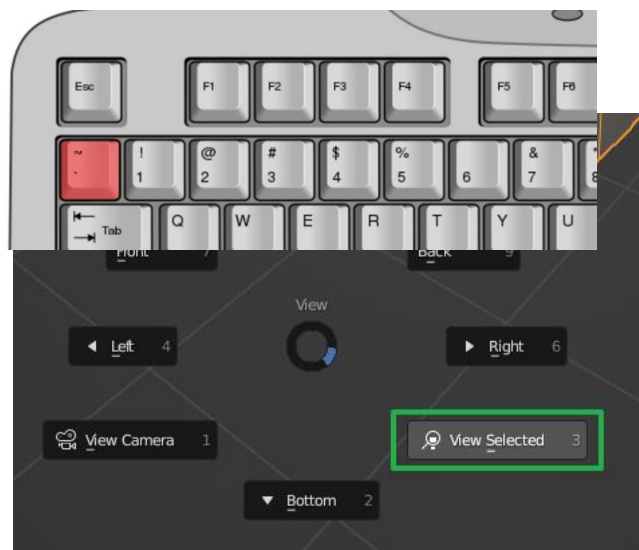 Esc F1 F2 F3 F4 F5 F6
~ ! @ # $ % & *
` 1 2 3 4 5 6 7 8
Tab Q W E R T Y U
Front 7 Back 9
View
Left 4 Right 6
View Camera 1 View Selected 3
Bottom 2